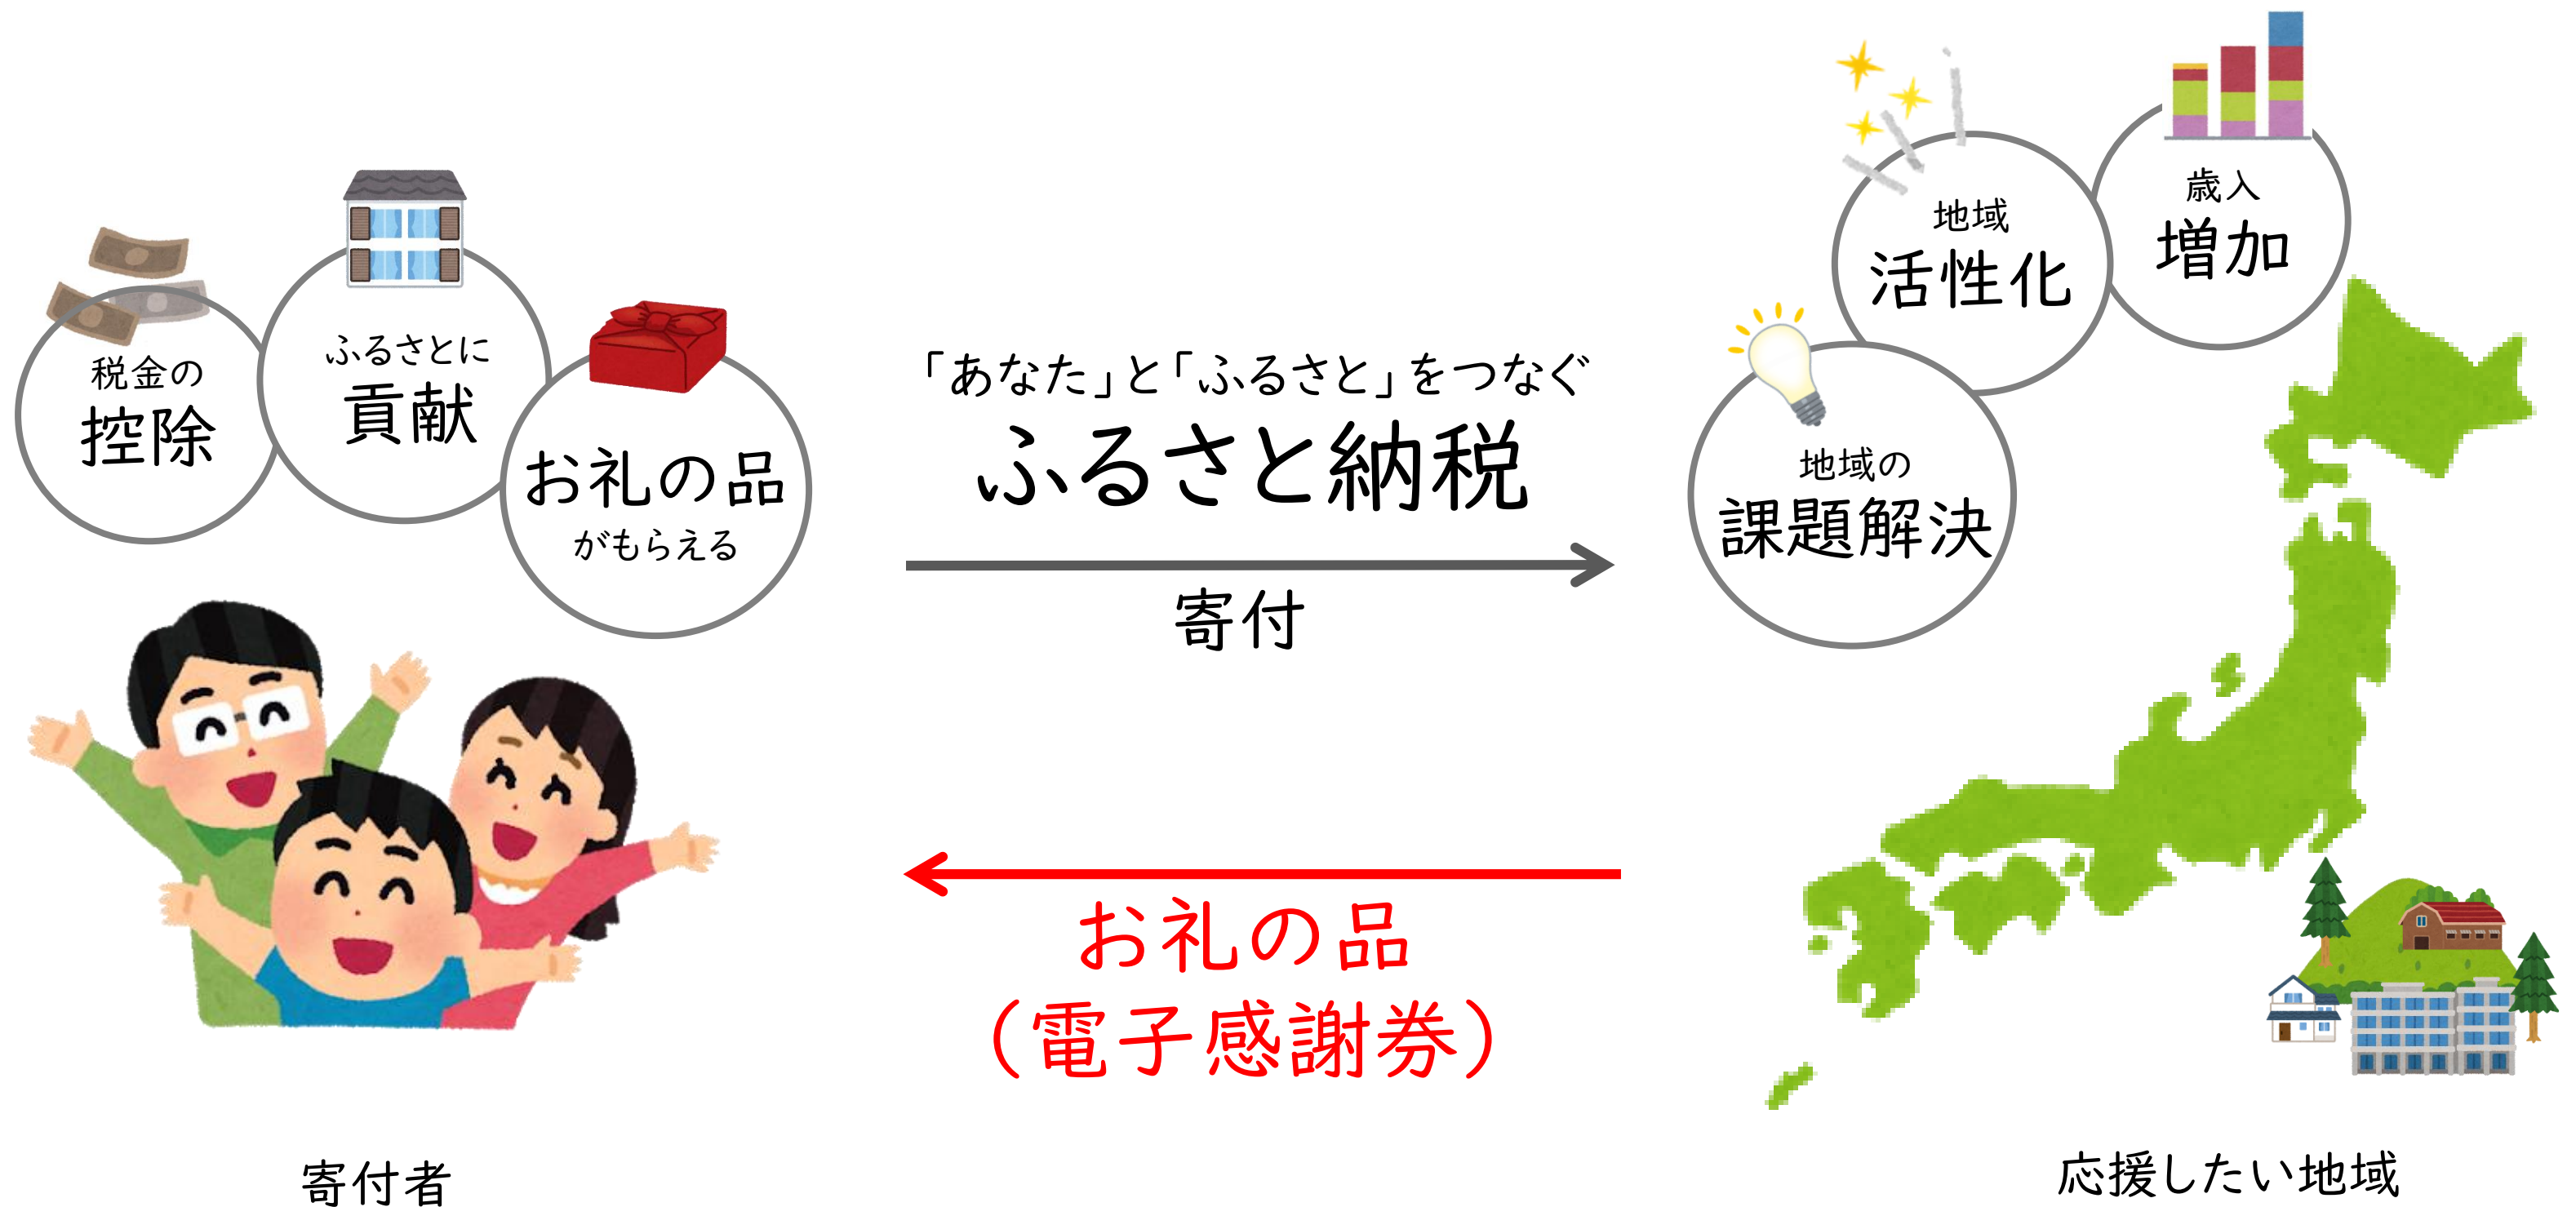 税金の
控除
ふるさとに
貢献
お礼の品
がもらえる
「あなた」と「ふるさと」をつなぐ
ふるさと納税
寄付
お礼の品
（電子感謝券）
地域の
課題解決
地域
活性化
歳入
増加
寄付者
応援したい地域